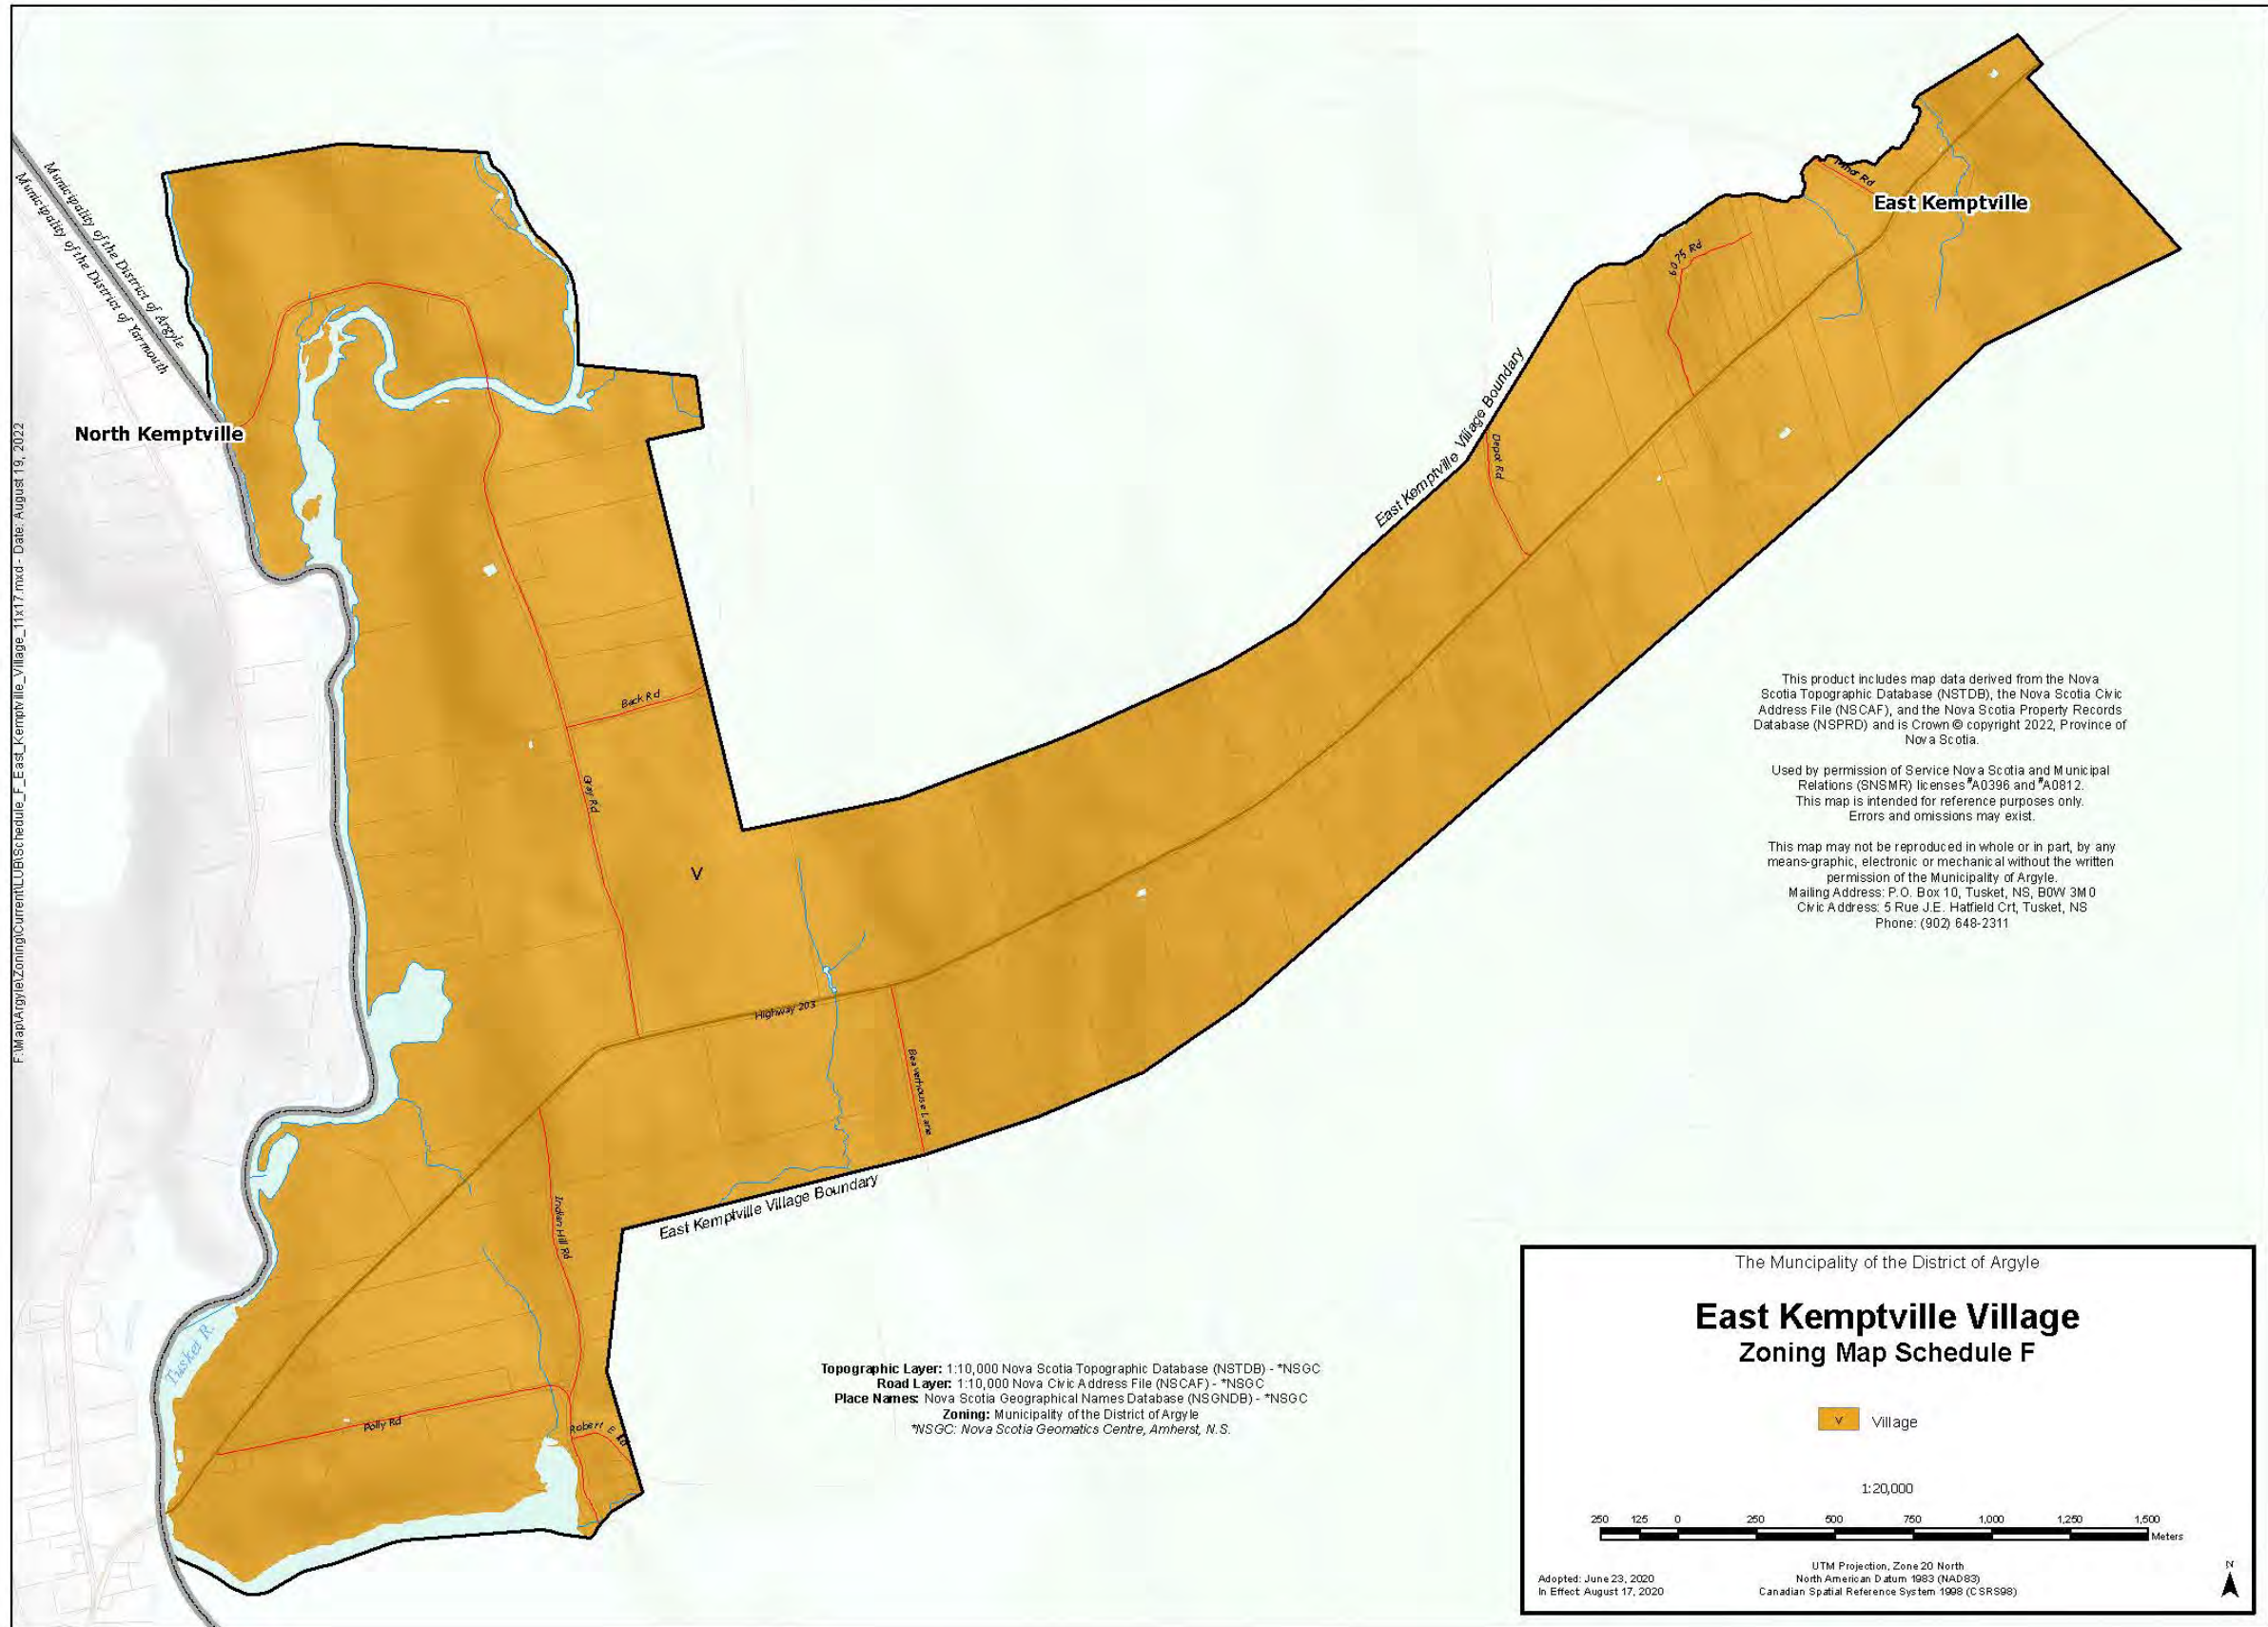 F:\Map\Argyle\Zoning\Current\LUB\Schedule_F_East_Kemptville_Village_11x17.mxd - Date: August 19, 2022
Municipality of the District of Argyle
Municipality of the District of Yarmouth
North Kemptville
East Kemptville
60 75 Rd
East Kemptville Village Boundary
Depot Rd
Back Rd
Gray Rd
V
Highway 203
Beaverhouse Lane
East Kemptville Village Boundary
Indian Hill Rd
Tusket R.
Polly Rd
Robert E Rd
This product includes map data derived from the Nova
Scotia Topographic Database (NSTDB), the Nova Scotia Civic
Address File (NSCAF), and the Nova Scotia Property Records
Database (NSPRD) and is Crown © copyright 2022, Province of
Nova Scotia.
Used by permission of Service Nova Scotia and Municipal
Relations (SNSMR) licenses #A0396 and #A0812.
This map is intended for reference purposes only.
Errors and omissions may exist.
This map may not be reproduced in whole or in part, by any
means-graphic, electronic or mechanical without the written
permission of the Municipality of Argyle.
Mailing Address: P.O. Box 10, Tusket, NS, B0W 3M0
Civic Address: 5 Rue J.E. Hatfield Crt, Tusket, NS
Phone: (902) 648-2311
Topographic Layer: 1:10,000 Nova Scotia Topographic Database (NSTDB) - *NSGC
Road Layer: 1:10,000 Nova Civic Address File (NSCAF) - *NSGC
Place Names: Nova Scotia Geographical Names Database (NSGNDB) - *NSGC
Zoning: Municipality of the District of Argyle
*NSGC: Nova Scotia Geomatics Centre, Amherst, N.S.
The Muncipality of the District of Argyle
East Kemptville Village
Zoning Map Schedule F
V Village
1:20,000
250 125 0 250 500 750 1,000 1,250 1,500
Meters
UTM Projection, Zone 20 North
North American Datum 1983 (NAD83)
Canadian Spatial Reference System 1998 (CSRS98)
Adopted: June 23, 2020
In Effect: August 17, 2020
N